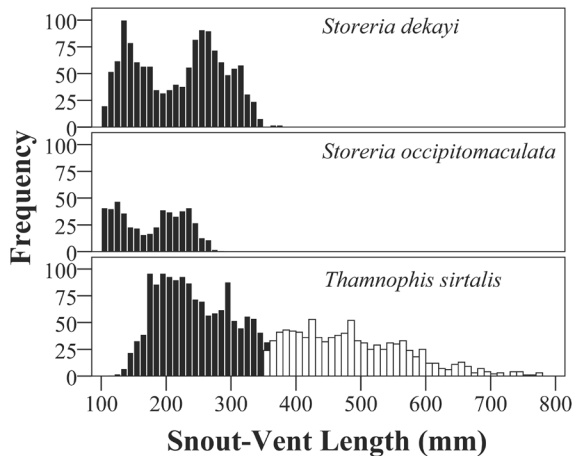 Storeria dekayi
100
75
50
25
0
Storeria occipitomaculata
100
75
50
25
0
Thamnophis sirtalis
100
75
50
25
0
Frequency
100 200 300 400 500 600 700 800
Snout-Vent Length (mm)